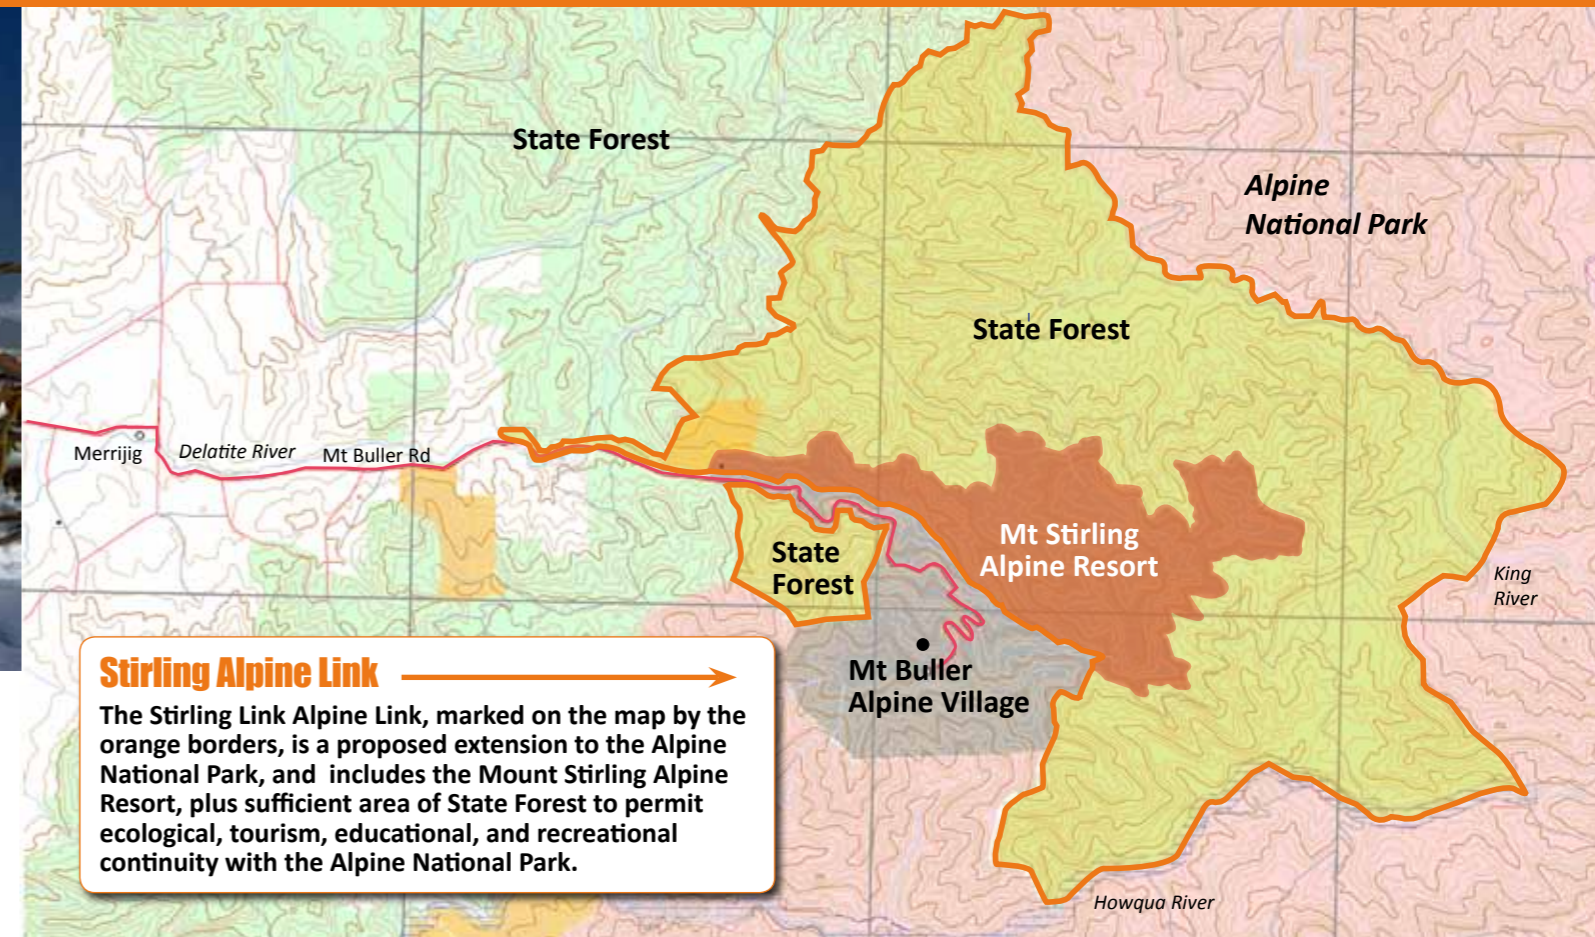 State Forest
Alpine
National Park
State Forest
Merrijig
Delatite River
Mt Buller Rd
Mt Stirling
Alpine Resort
State
Forest
King
River
Mt Buller
Alpine Village
Stirling Alpine Link
The Stirling Link Alpine Link, marked on the map by the
orange borders, is a proposed extension to the Alpine
National Park, and  includes the Mount Stirling Alpine
Resort, plus sufficient area of State Forest to permit
ecological, tourism, educational, and recreational
continuity with the Alpine National Park.
Howqua River